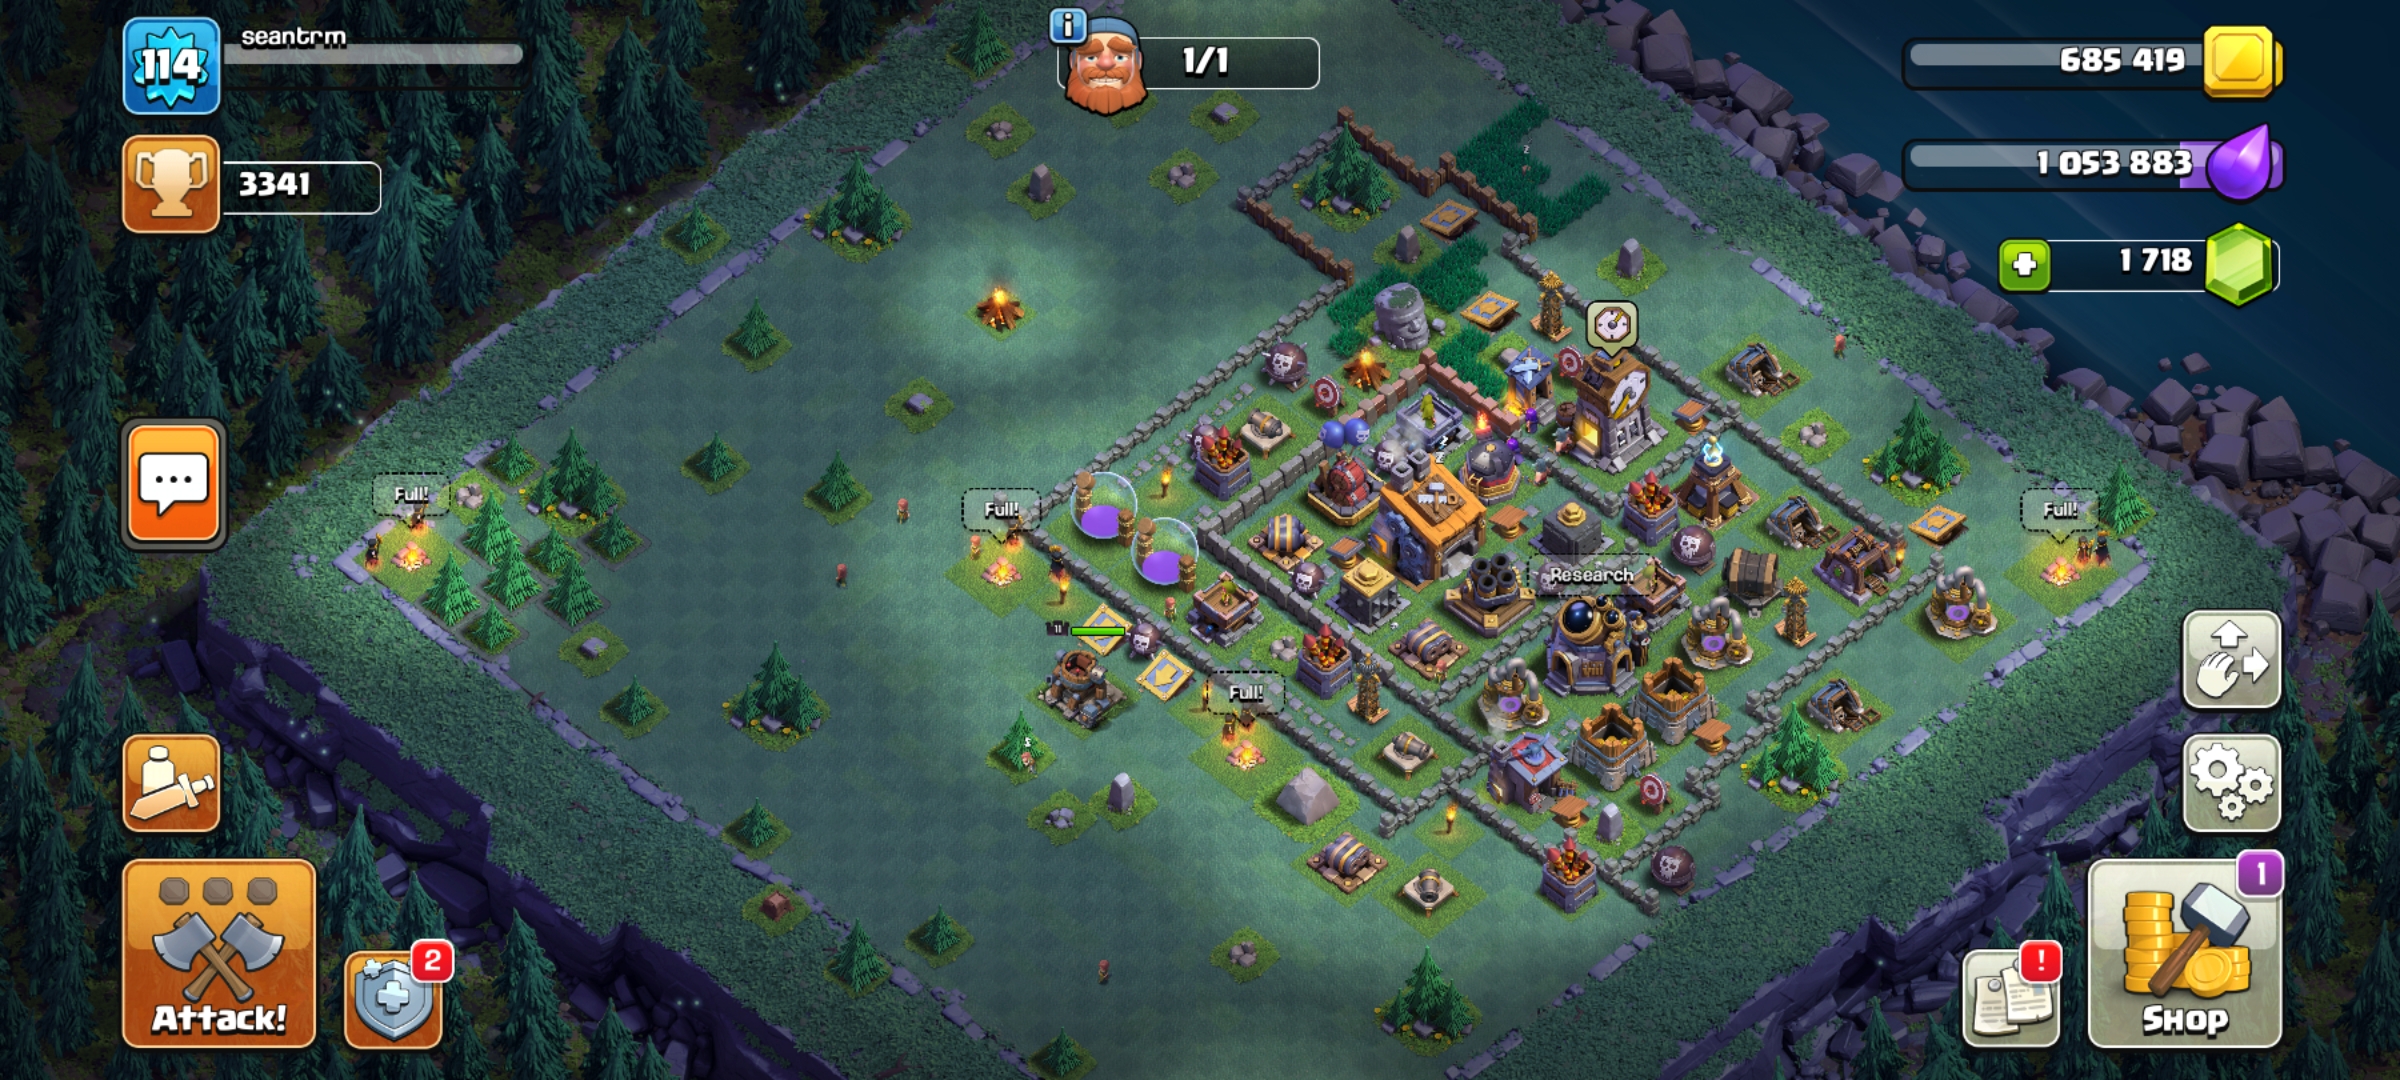 114
seantrm
i
1/1
685 419
3341
1 053 883
1 718
Full!
Full!
Full!
Research
11
Full!
z
z
z
Attack!
2
1
!
Shop